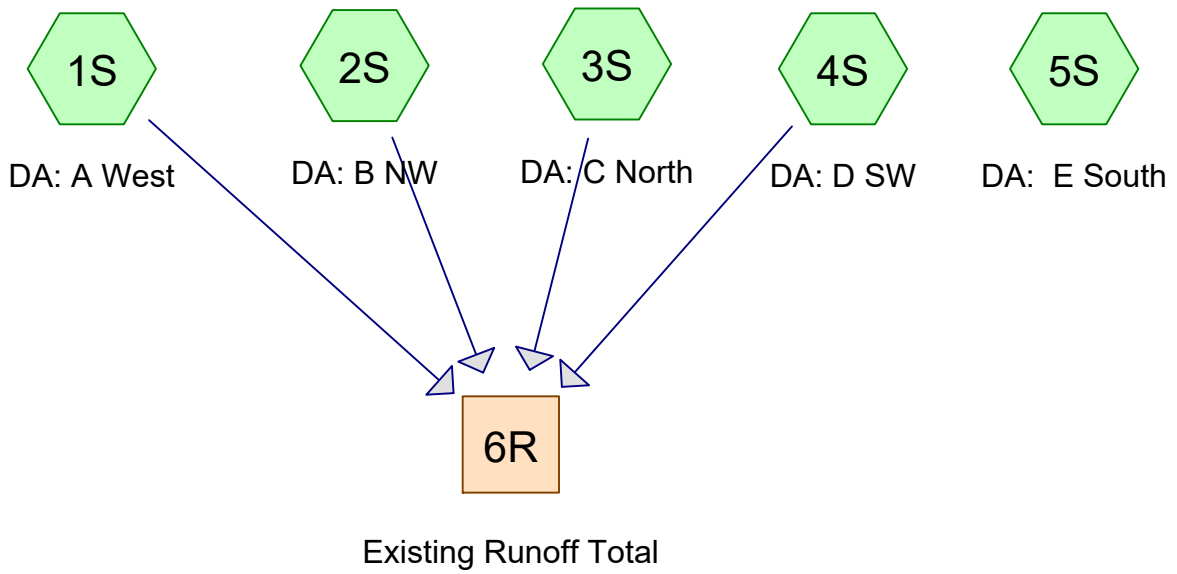 1S
2S
3S
4S
5S
DA: A West
DA: B NW
DA: C North
DA: D SW
DA:  E South
6R
Existing Runoff Total